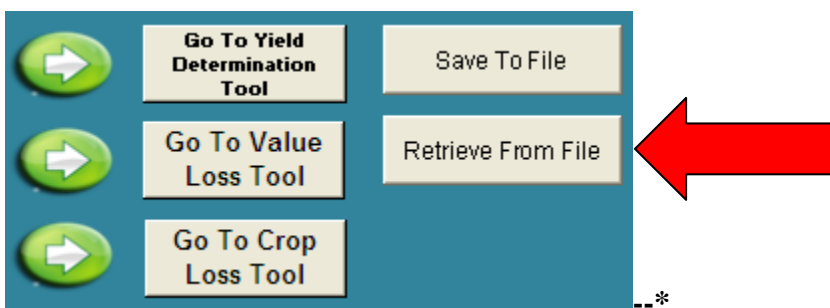 Go To Yield
Determination
Tool
Save To File
Go To Value
Loss Tool
Retrieve From File
Go To Crop
Loss Tool
--*